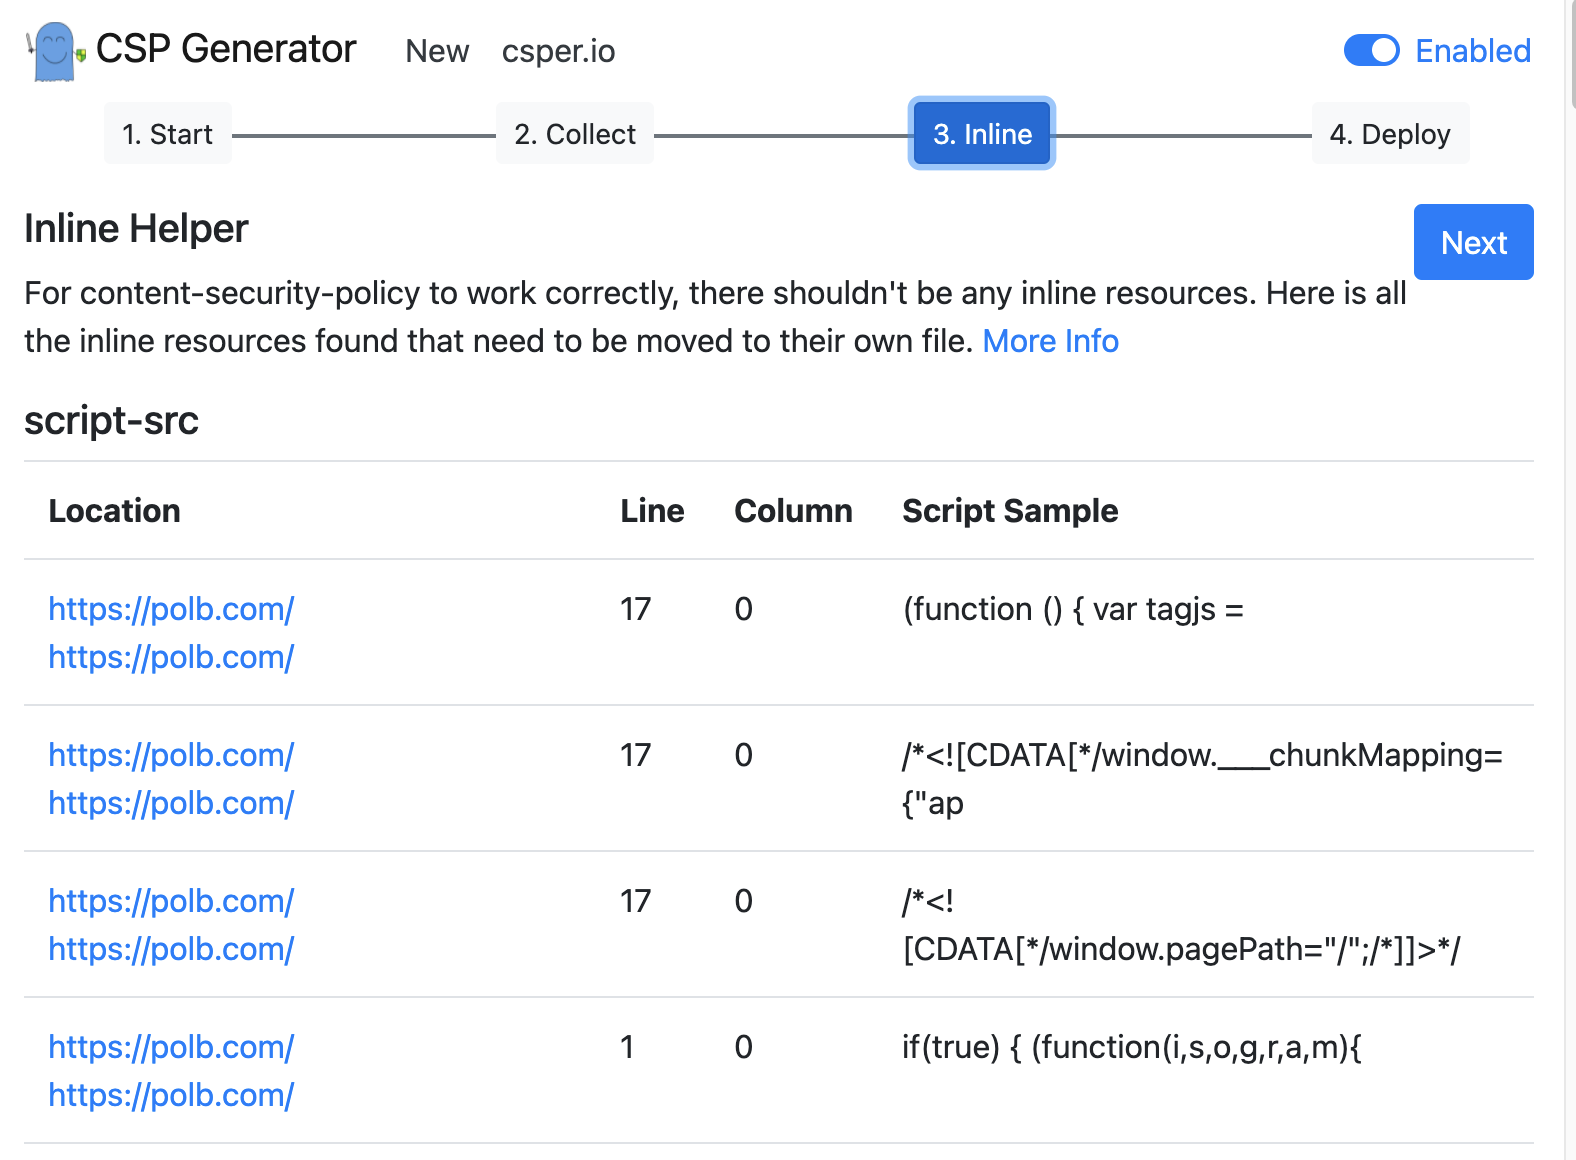 CSP Generator New csper.io Enabled
1. Start 2. Collect 3. Inline 4. Deploy
Inline Helper
Next
For content-security-policy to work correctly, there shouldn't be any inline resources. Here is all
the inline resources found that need to be moved to their own file. More Info
script-src
Location Line Column Script Sample
https://polb.com/ 17 0 (function () { var tagjs =
https://polb.com/
https://polb.com/ 17 0 /*<![CDATA[*/window.___chunkMapping=
https://polb.com/ {"ap
https://polb.com/ 17 0 /*<!
https://polb.com/ [CDATA[*/window.pagePath="/";/*]]>*/
https://polb.com/ 1 0 if(true) { (function(i,s,o,g,r,a,m){
https://polb.com/